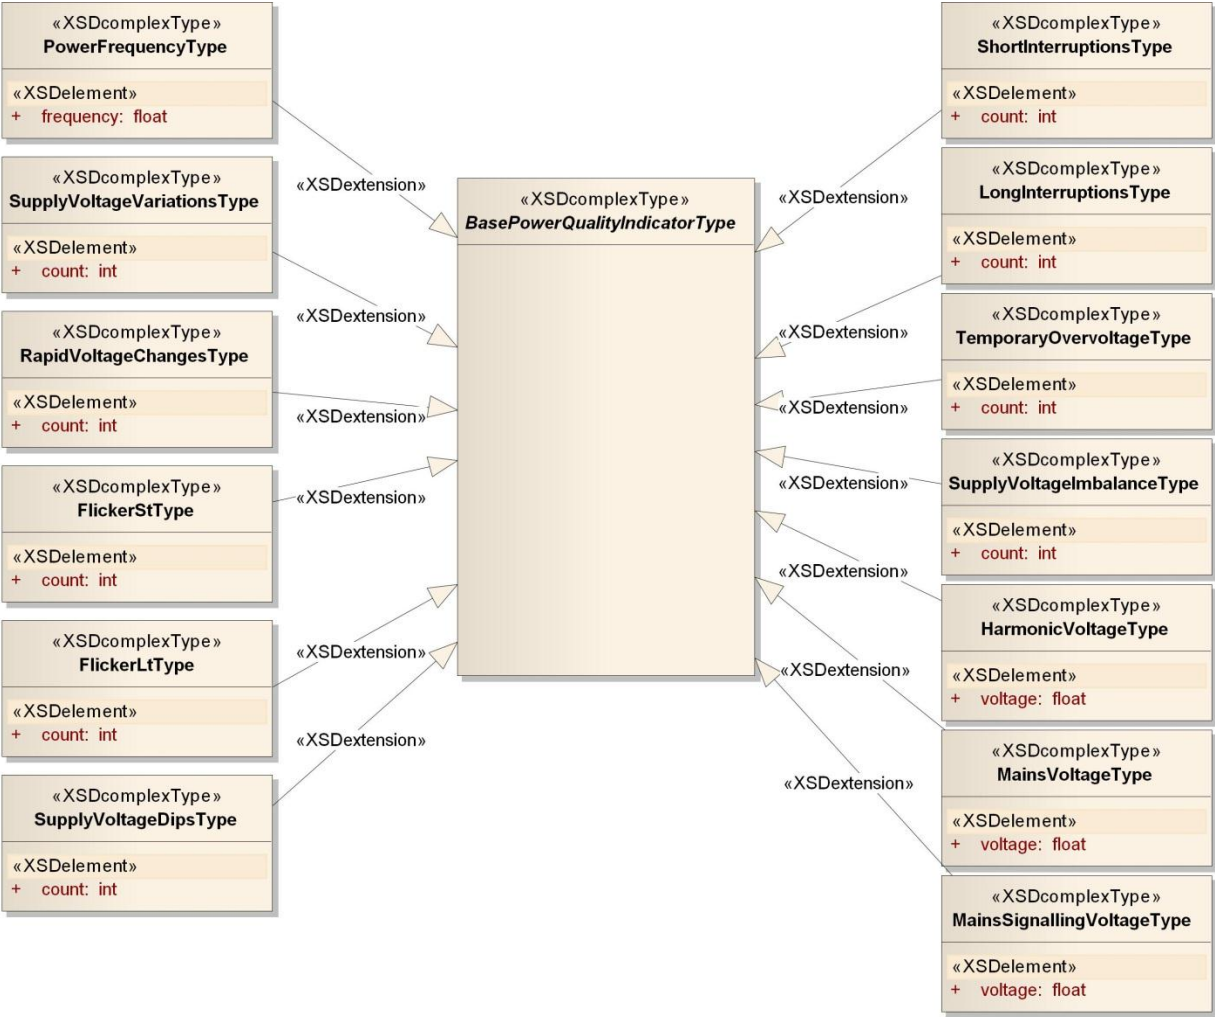 «XSDcomplexType»
PowerFrequencyType
«XSDelement»
+ frequency: float
«XSDcomplexType»
SupplyVoltageVariationsType
«XSDelement»
+ count: int
«XSDcomplexType»
RapidVoltageChangesType
«XSDelement»
+ count: int
«XSDcomplexType»
FlickerStType
«XSDelement»
+ count: int
«XSDcomplexType»
FlickerLtType
«XSDelement»
+ count: int
«XSDcomplexType»
SupplyVoltageDipsType
«XSDelement»
+ count: int
«XSDextension»
«XSDextension»
«XSDextension»
«XSDextension»
«XSDextension»
«XSDextension»
«XSDcomplexType»
BasePowerQualityIndicatorType
«XSDextension»
«XSDextension»
«XSDextension»
«XSDextension»
«XSDextension»
«XSDextension»
«XSDextension»
«XSDcomplexType»
ShortInterruptionsType
«XSDelement»
+ count: int
«XSDcomplexType»
LongInterruptionsType
«XSDelement»
+ count: int
«XSDcomplexType»
TemporaryOvervoltageType
«XSDelement»
+ count: int
«XSDcomplexType»
SupplyVoltageImbalanceType
«XSDelement»
+ count: int
«XSDcomplexType»
HarmonicVoltageType
«XSDelement»
+ voltage: float
«XSDcomplexType»
MainsVoltageType
«XSDelement»
+ voltage: float
«XSDcomplexType»
MainsSignallingVoltageType
«XSDelement»
+ voltage: float